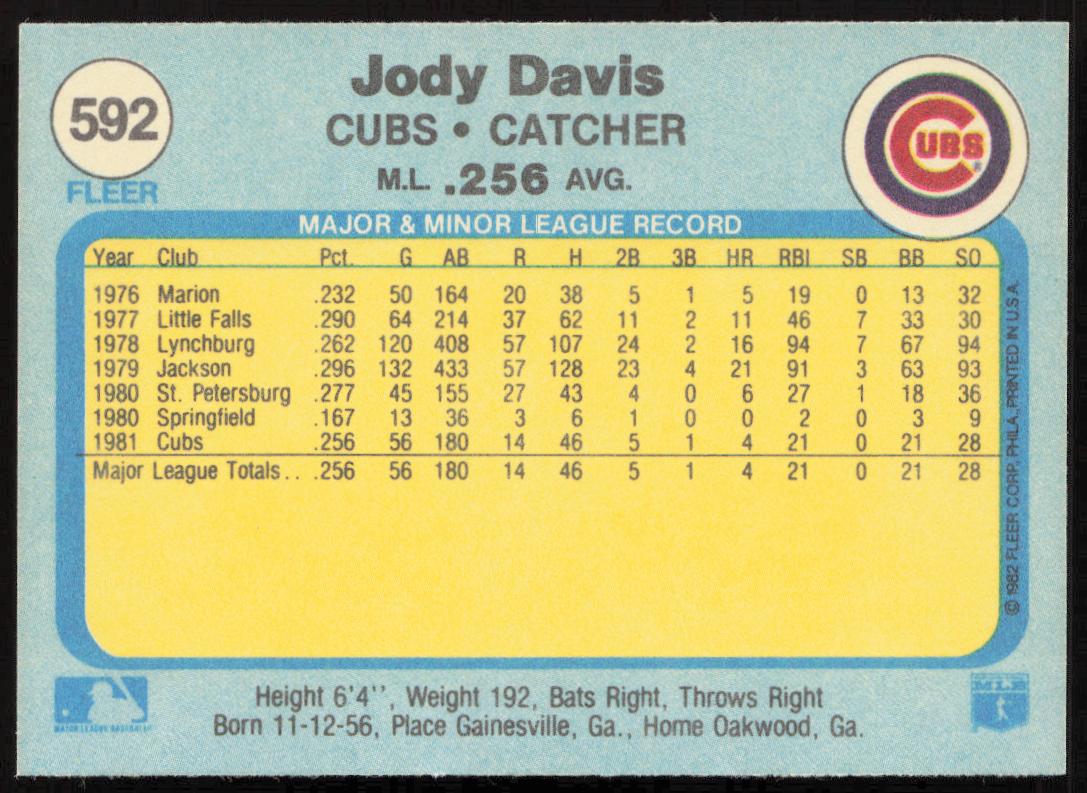 592
FLEER
Jody Davis
CUBS • CATCHER
M.L. .256 AVG.
CUBS
MAJOR & MINOR LEAGUE RECORD
Year Club Pct. G AB R H 2B 3B HR RBI SB BB SO
1976 Marion .232 50 164 20 38 5 1 5 19 0 13 32
1977 Little Falls .290 64 214 37 62 11 2 11 46 7 33 30
1978 Lynchburg .262 120 408 57 107 24 2 16 94 7 67 94
1979 Jackson .296 132 433 57 128 23 4 21 91 3 63 93
1980 St. Petersburg .277 45 155 27 43 4 0 6 27 1 18 36
1980 Springfield .167 13 36 3 6 1 0 0 2 0 3 9
1981 Cubs .256 56 180 14 46 5 1 4 21 0 21 28
Major League Totals . . .256 56 180 14 46 5 1 4 21 0 21 28
© 1982 FLEER CORP., PHILA., PRINTED IN U.S.A.
Height 6'4'', Weight 192, Bats Right, Throws Right
Born 11-12-56, Place Gainesville, Ga., Home Oakwood, Ga.
MAJOR LEAGUE BASEBALL